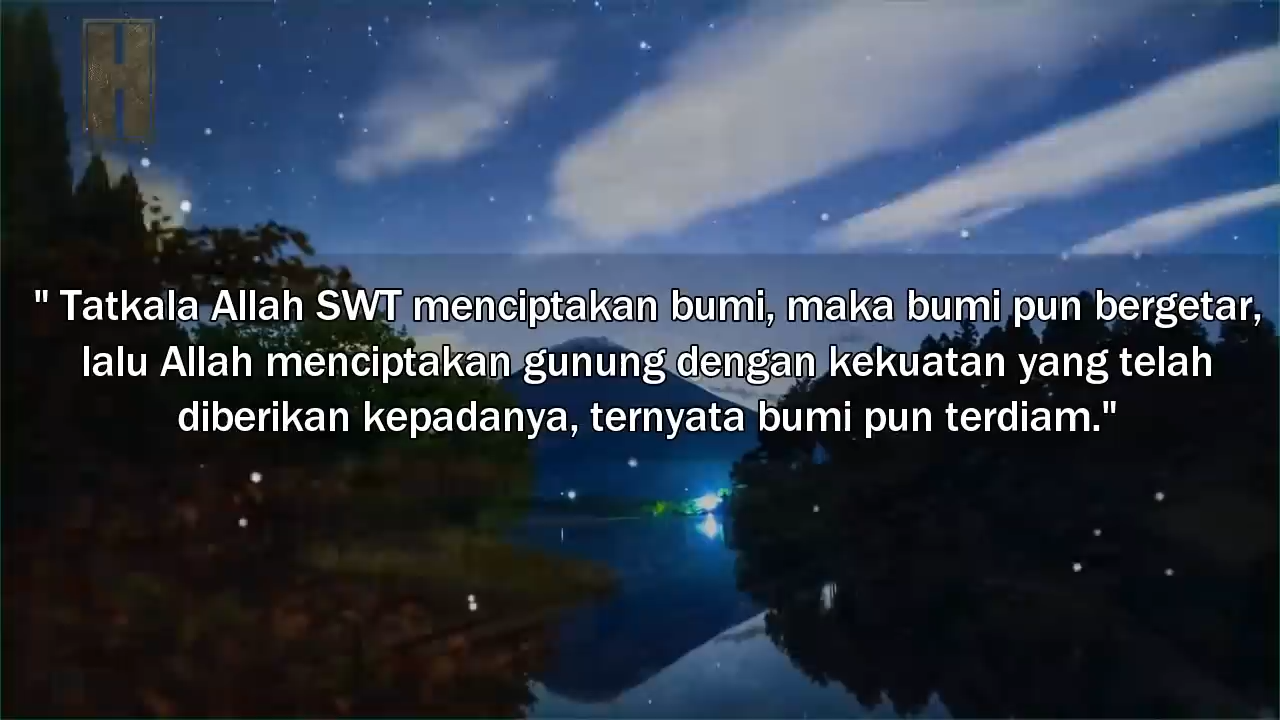 H
" Tatkala Allah SWT menciptakan bumi, maka bumi pun bergetar,
lalu Allah menciptakan gunung dengan kekuatan yang telah
diberikan kepadanya, ternyata bumi pun terdiam."